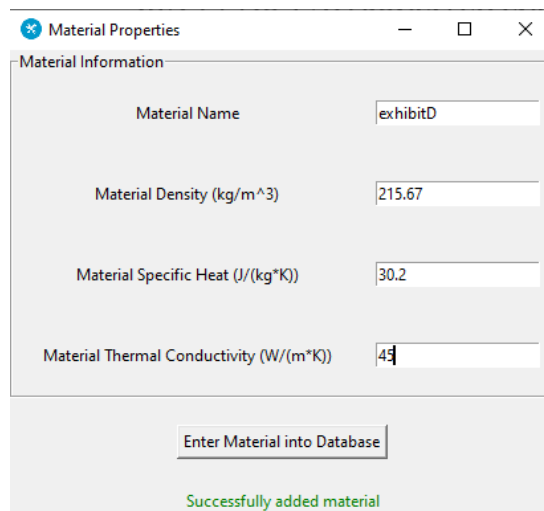 Material Properties
Material Information
Material Name exhibitD
Material Density (kg/m^3) 215.67
Material Specific Heat (J/(kg*K)) 30.2
Material Thermal Conductivity (W/(m*K)) 45
Enter Material into Database
Successfully added material